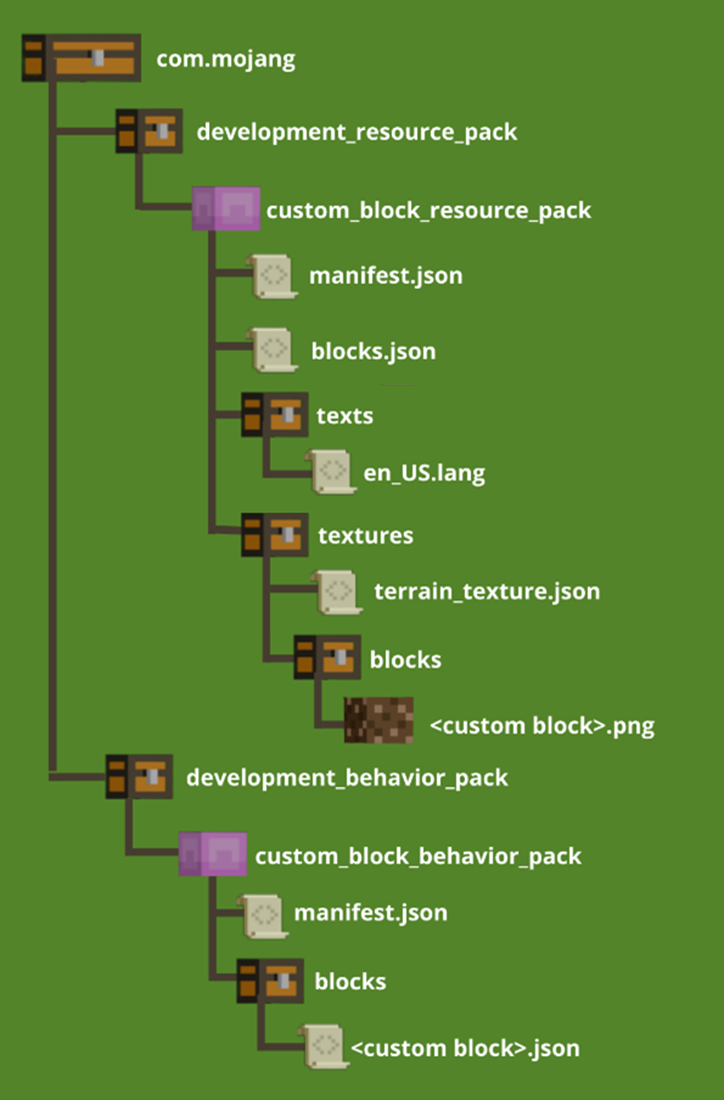 com.mojang
development_resource_pack
custom_block_resource_pack
manifest.json
blocks.json
texts
en_US.lang
textures
terrain_texture.json
blocks
<custom block>.png
development_behavior_pack
custom_block_behavior_pack
manifest.json
blocks
<custom block>.json